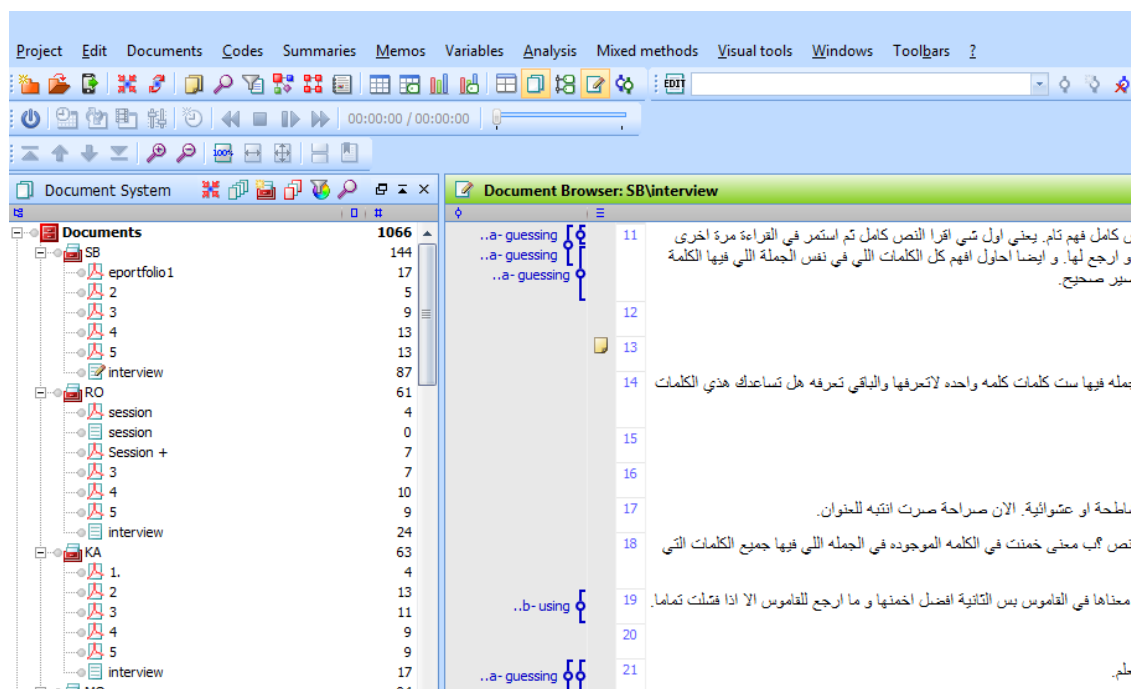 Project Edit Documents Codes Summaries Memos Variables Analysis Mixed methods Visual tools Windows Toolbars ?
EDIT
00:00:00 / 00:00:00
100%
Document System
Documents 1066
SB 144
eportfolio1 17
2 5
3 9
4 13
5 13
interview 87
RO 61
session 4
session 0
Session + 7
3 7
4 10
5 9
interview 24
KA 63
1. 4
2 13
3 11
4 9
5 9
interview 17
Document Browser: SB\interview
..a- guessing
..a- guessing
..a- guessing
11 كامل فهم تام. يعني اول شي اقرا النص كامل ثم استمر في القراءة مرة اخرى
و ارجع لها. و ايضا احاول افهم كل الكلمات اللي في نفس الجملة اللي فيها الكلمة
صحيح.
12
13
14 فيها ست كلمات كلمه واحده لاتعرفها والباقي تعرفه هل تساعدك هذي الكلمات
15
16
17 او عشوائية. الان صراحة صرت انتبه للعنوان.
18 نص ؟ب معنى خمنت في الكلمه الموجوده في الجمله اللي فيها جميع الكلمات التي
..b- using
19 معناها في القاموس بس الثانية افضل اخمنها و ما ارجع للقاموس الا اذا فشلت تماما.
20
..a- guessing
21